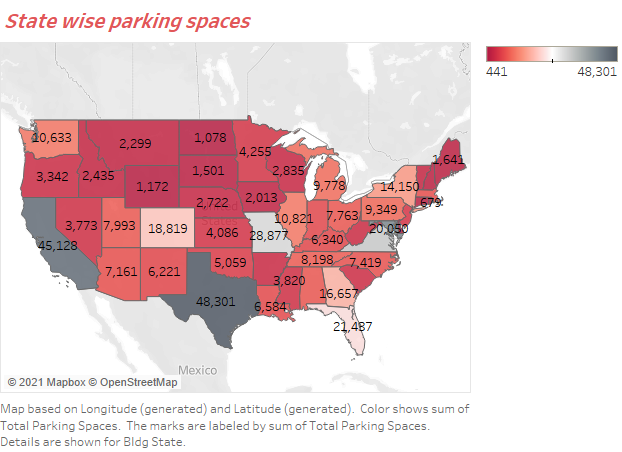 State wise parking spaces
441 48,301
10,633 2,299 1,078 4,255 1,641
3,342 2,435 1,172 1,501 2,835 9,778 14,150
2,722 2,013 679
3,773 7,993 18,819 4,086 28,877 10,821 7,763 9,349 20,050
45,128 6,340
7,161 6,221 5,059 8,198 7,419
48,301 3,820 16,657
6,584 21,487
Mexico
© 2021 Mapbox © OpenStreetMap
Map based on Longitude (generated) and Latitude (generated). Color shows sum of
Total Parking Spaces. The marks are labeled by sum of Total Parking Spaces.
Details are shown for Bldg State.